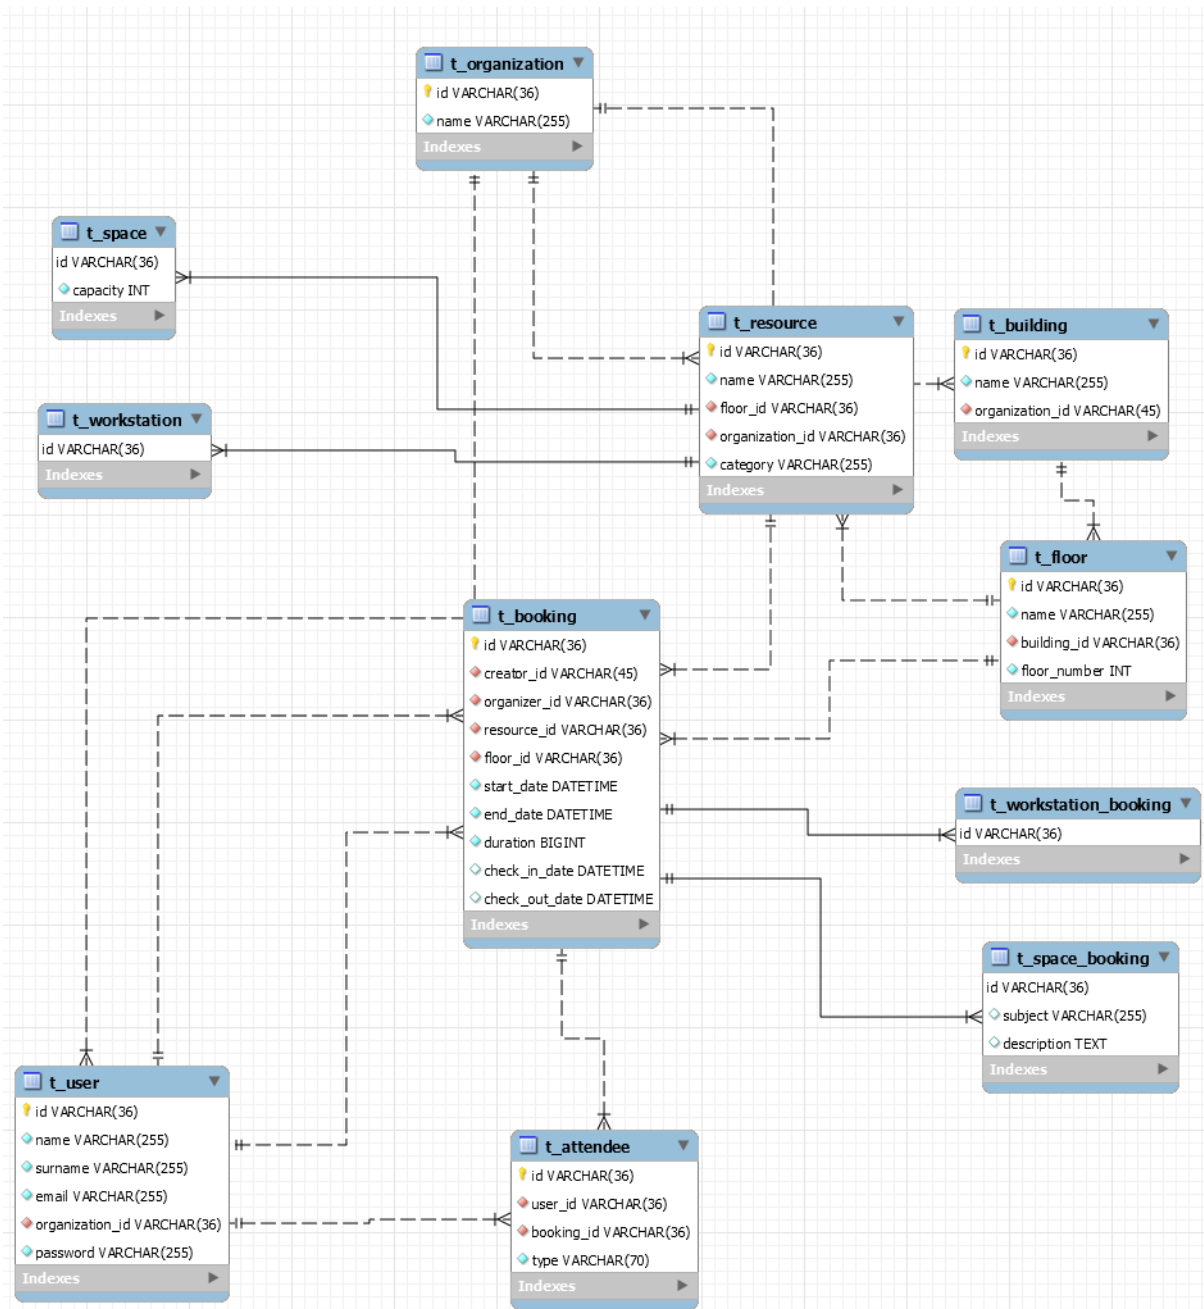 t_organization
id VARCHAR(36)
name VARCHAR(255)
Indexes
t_space
id VARCHAR(36)
capacity INT
Indexes
t_resource
id VARCHAR(36)
name VARCHAR(255)
floor_id VARCHAR(36)
organization_id VARCHAR(36)
category VARCHAR(255)
Indexes
t_building
id VARCHAR(36)
name VARCHAR(255)
organization_id VARCHAR(45)
Indexes
t_workstation
id VARCHAR(36)
Indexes
t_floor
id VARCHAR(36)
name VARCHAR(255)
building_id VARCHAR(36)
floor_number INT
Indexes
t_booking
id VARCHAR(36)
creator_id VARCHAR(45)
organizer_id VARCHAR(36)
resource_id VARCHAR(36)
floor_id VARCHAR(36)
start_date DATETIME
end_date DATETIME
duration BIGINT
check_in_date DATETIME
check_out_date DATETIME
Indexes
t_workstation_booking
id VARCHAR(36)
Indexes
t_space_booking
id VARCHAR(36)
subject VARCHAR(255)
description TEXT
Indexes
t_user
id VARCHAR(36)
name VARCHAR(255)
surname VARCHAR(255)
email VARCHAR(255)
organization_id VARCHAR(36)
password VARCHAR(255)
Indexes
t_attendee
id VARCHAR(36)
user_id VARCHAR(36)
booking_id VARCHAR(36)
type VARCHAR(70)
Indexes